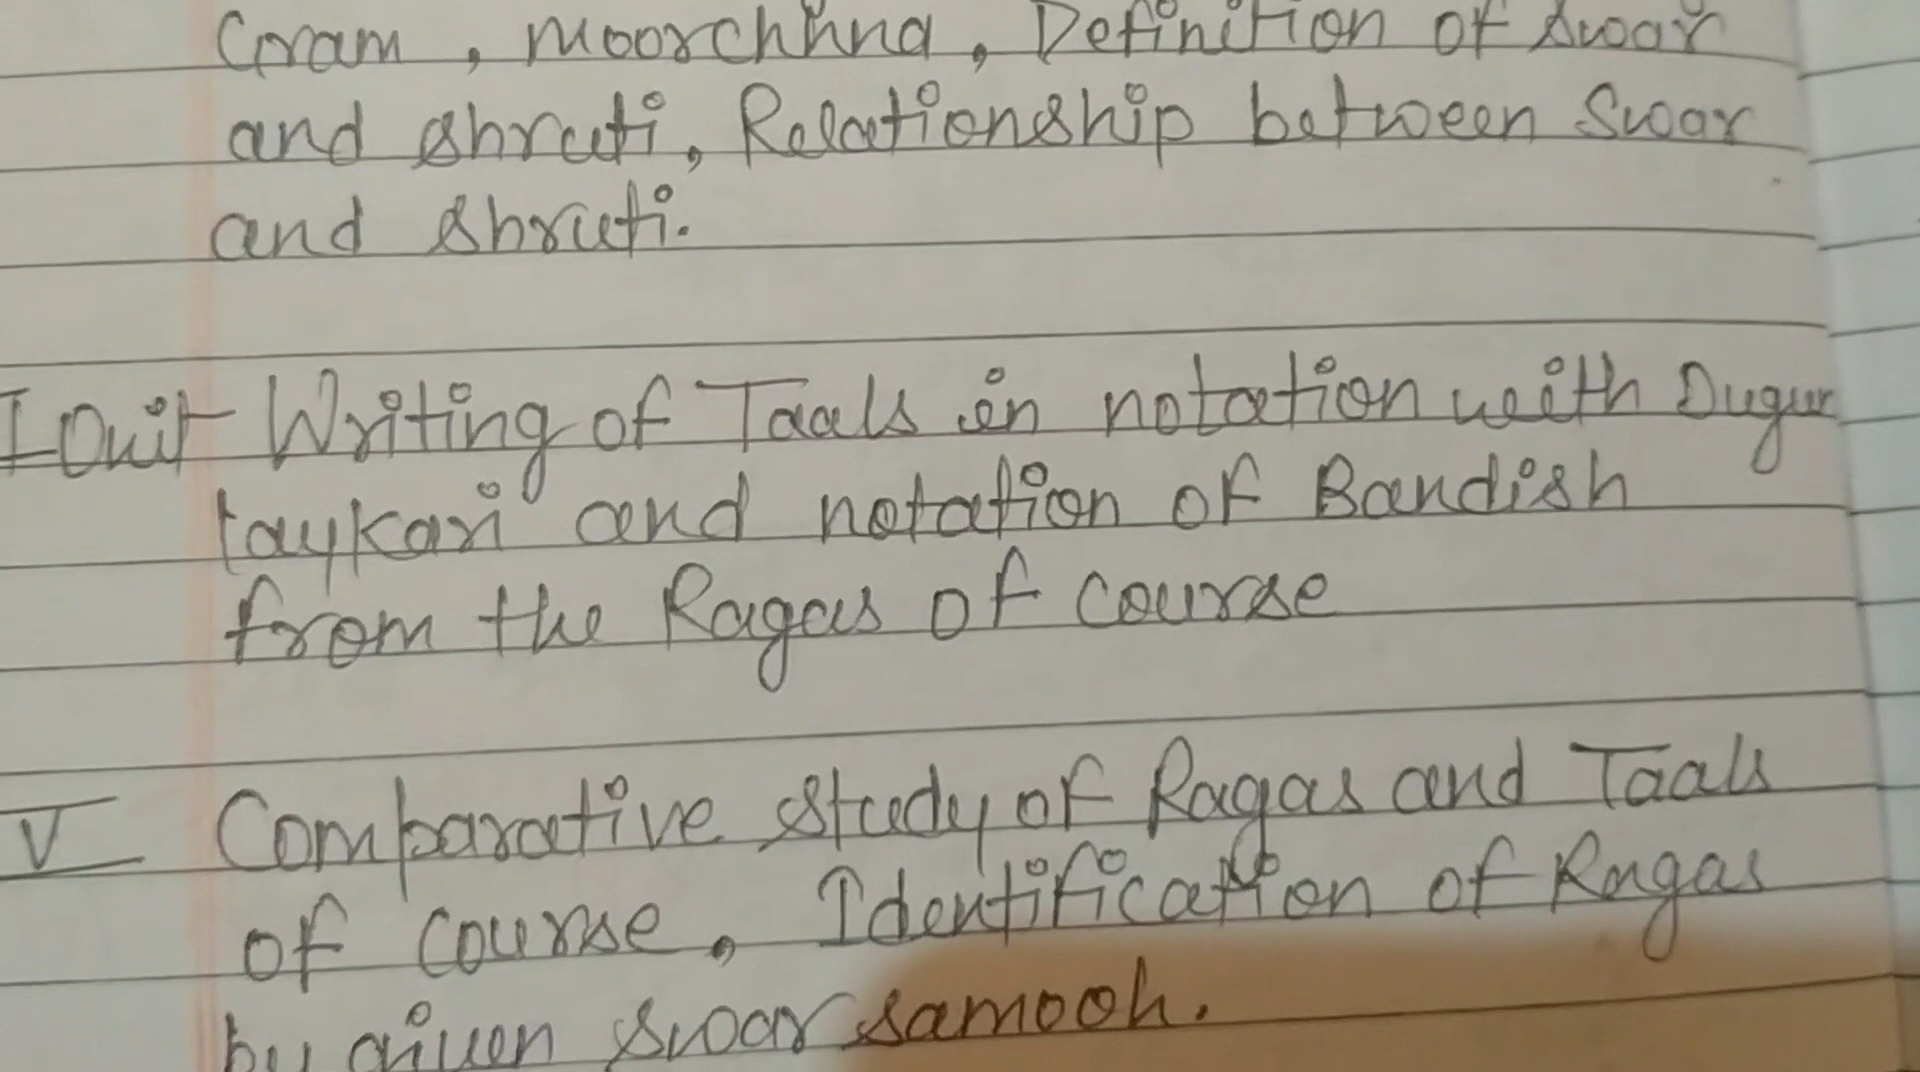 Gram, Moorchhna, Definition of Swar
and Shruti, Relationship between Swar
and Shruti.
Writing of Taals in notation with Dugun
laykari and notation of Bandish
from the Ragas of course
V Comparative study of Ragas and Taals
of course, Identification of Ragas
by given swar samooh.